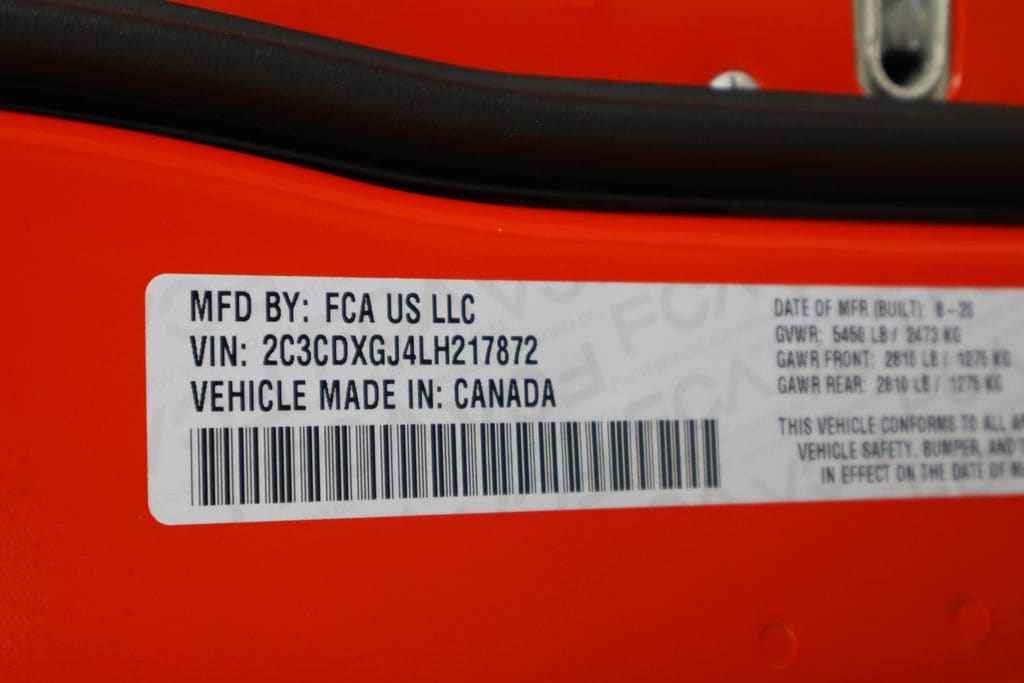 MFD BY: FCA US LLC
VIN: 2C3CDXGJ4LH217872
VEHICLE MADE IN: CANADA
DATE OF MFR (BUILT): 8-20
GVWR: 5450 LB / 2473 KG
GAWR FRONT: 2810 LB / 1275 KG
GAWR REAR: 2810 LB / 1275 KG
THIS VEHICLE CONFORMS TO ALL
VEHICLE SAFETY, BUMPER, AND
IN EFFECT ON THE DATE OF